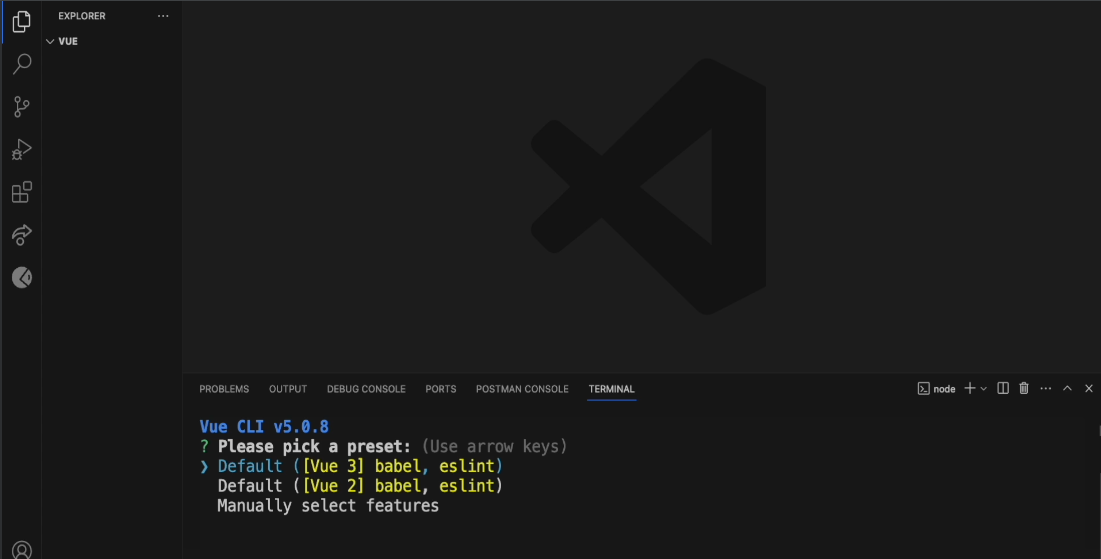 EXPLORER
VUE
PROBLEMS OUTPUT DEBUG CONSOLE PORTS POSTMAN CONSOLE TERMINAL node
Vue CLI v5.0.8
? Please pick a preset: (Use arrow keys)
❯ Default ([Vue 3] babel, eslint)
Default ([Vue 2] babel, eslint)
Manually select features